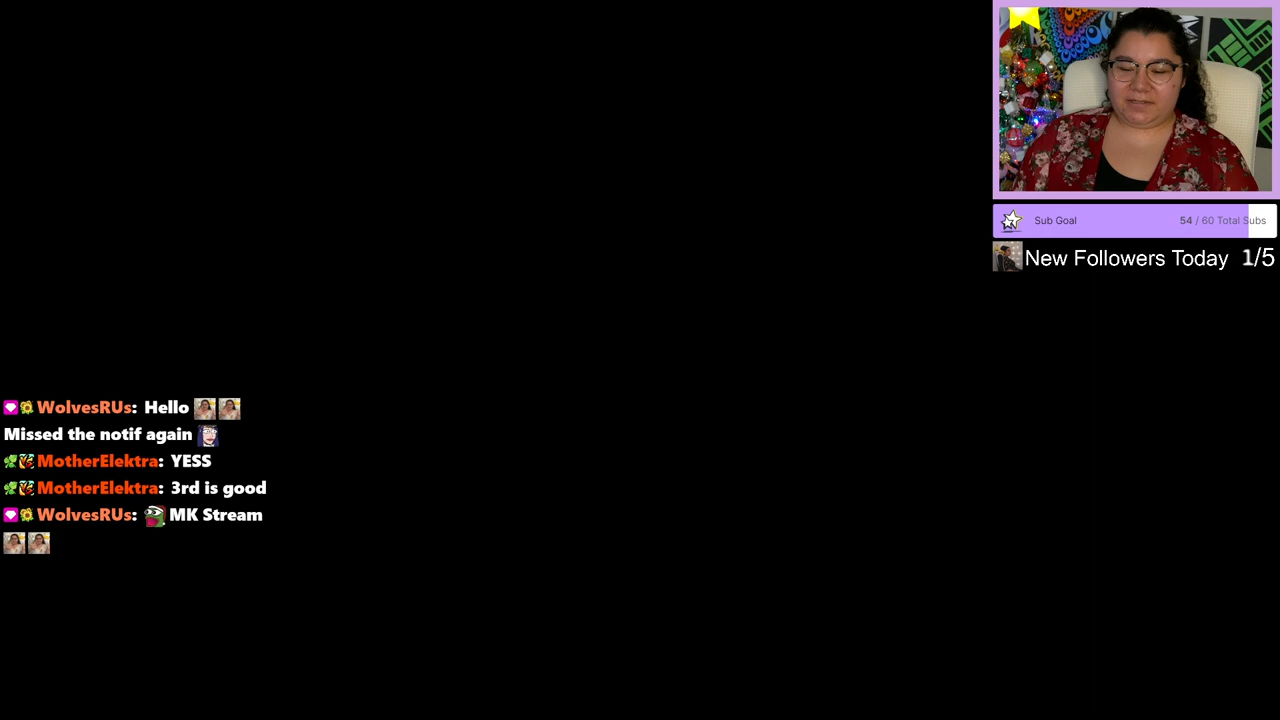 Sub Goal 54 / 60 Total Subs
New Followers Today 1/5
WolvesRUs: Hello
Missed the notif again
MotherElektra: YESS
MotherElektra: 3rd is good
WolvesRUs: MK Stream